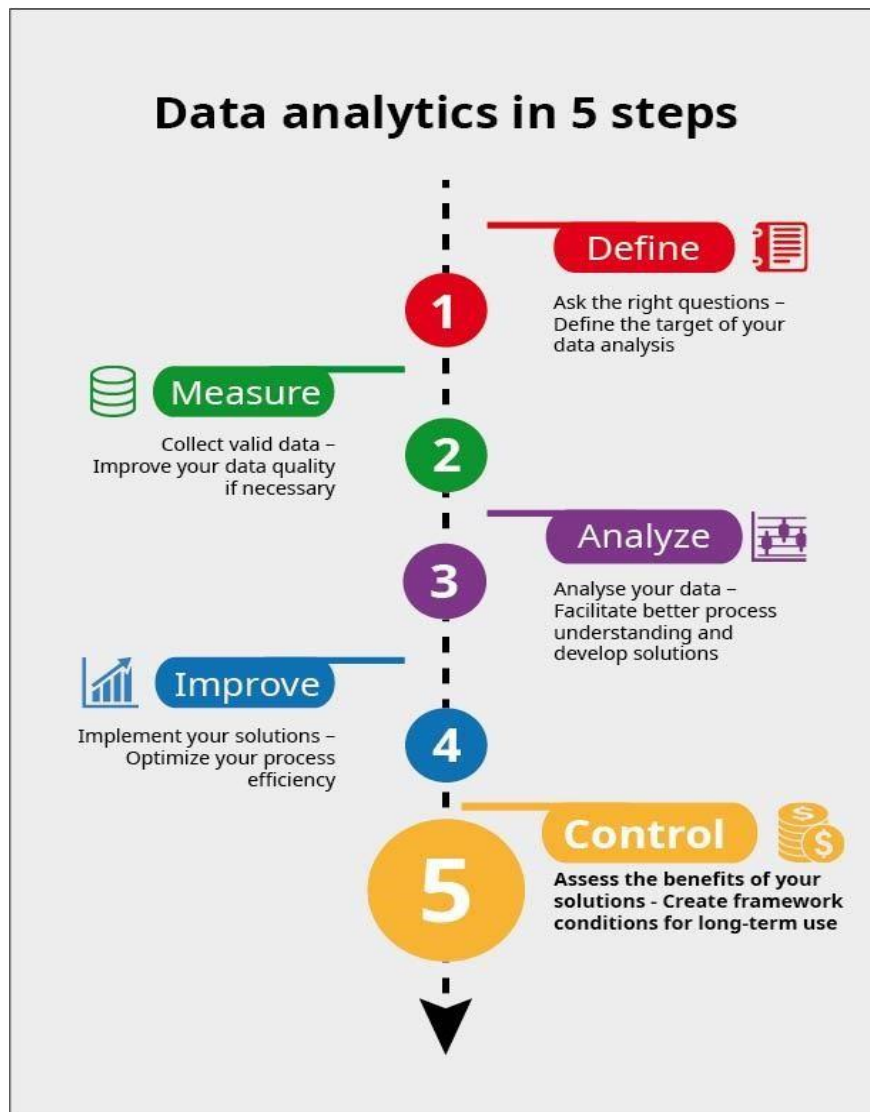 Data analytics in 5 steps
Define
1
Ask the right questions –
Define the target of your
data analysis
Measure
2
Collect valid data –
Improve your data quality
if necessary
Analyze
3
Analyse your data –
Facilitate better process
understanding and
develop solutions
Improve
4
Implement your solutions –
Optimize your process
efficiency
Control
5
Assess the benefits of your
solutions - Create framework
conditions for long-term use
$
$